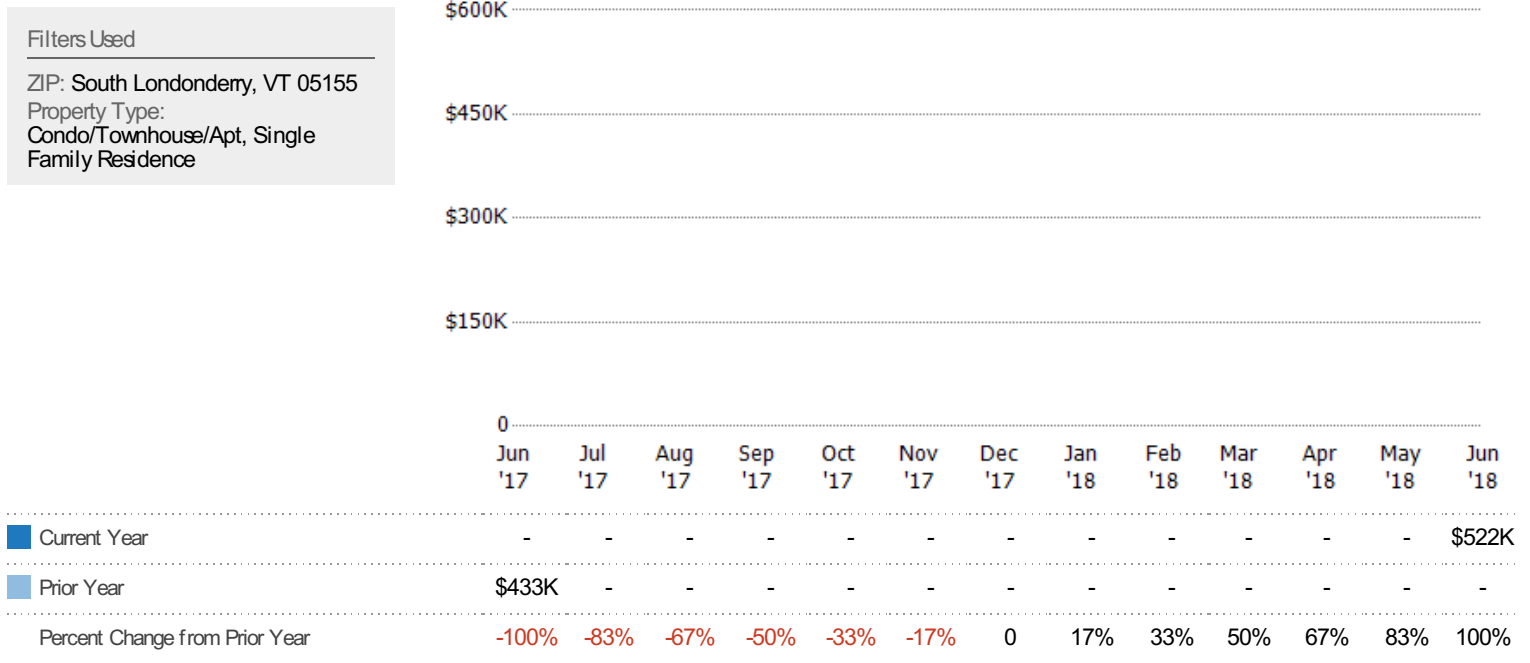 Filters Used
ZIP: South Londonderry, VT 05155
Property Type:
Condo/Townhouse/Apt, Single
Family Residence
$600K
$450K
$300K
$150K
0
Jun Jul Aug Sep Oct Nov Dec Jan Feb Mar Apr May Jun
'17 '17 '17 '17 '17 '17 '17 '18 '18 '18 '18 '18 '18
Current Year - - - - - - - - - - - - $522K
Prior Year $433K - - - - - - - - - - - -
Percent Change from Prior Year -100% -83% -67% -50% -33% -17% 0 17% 33% 50% 67% 83% 100%